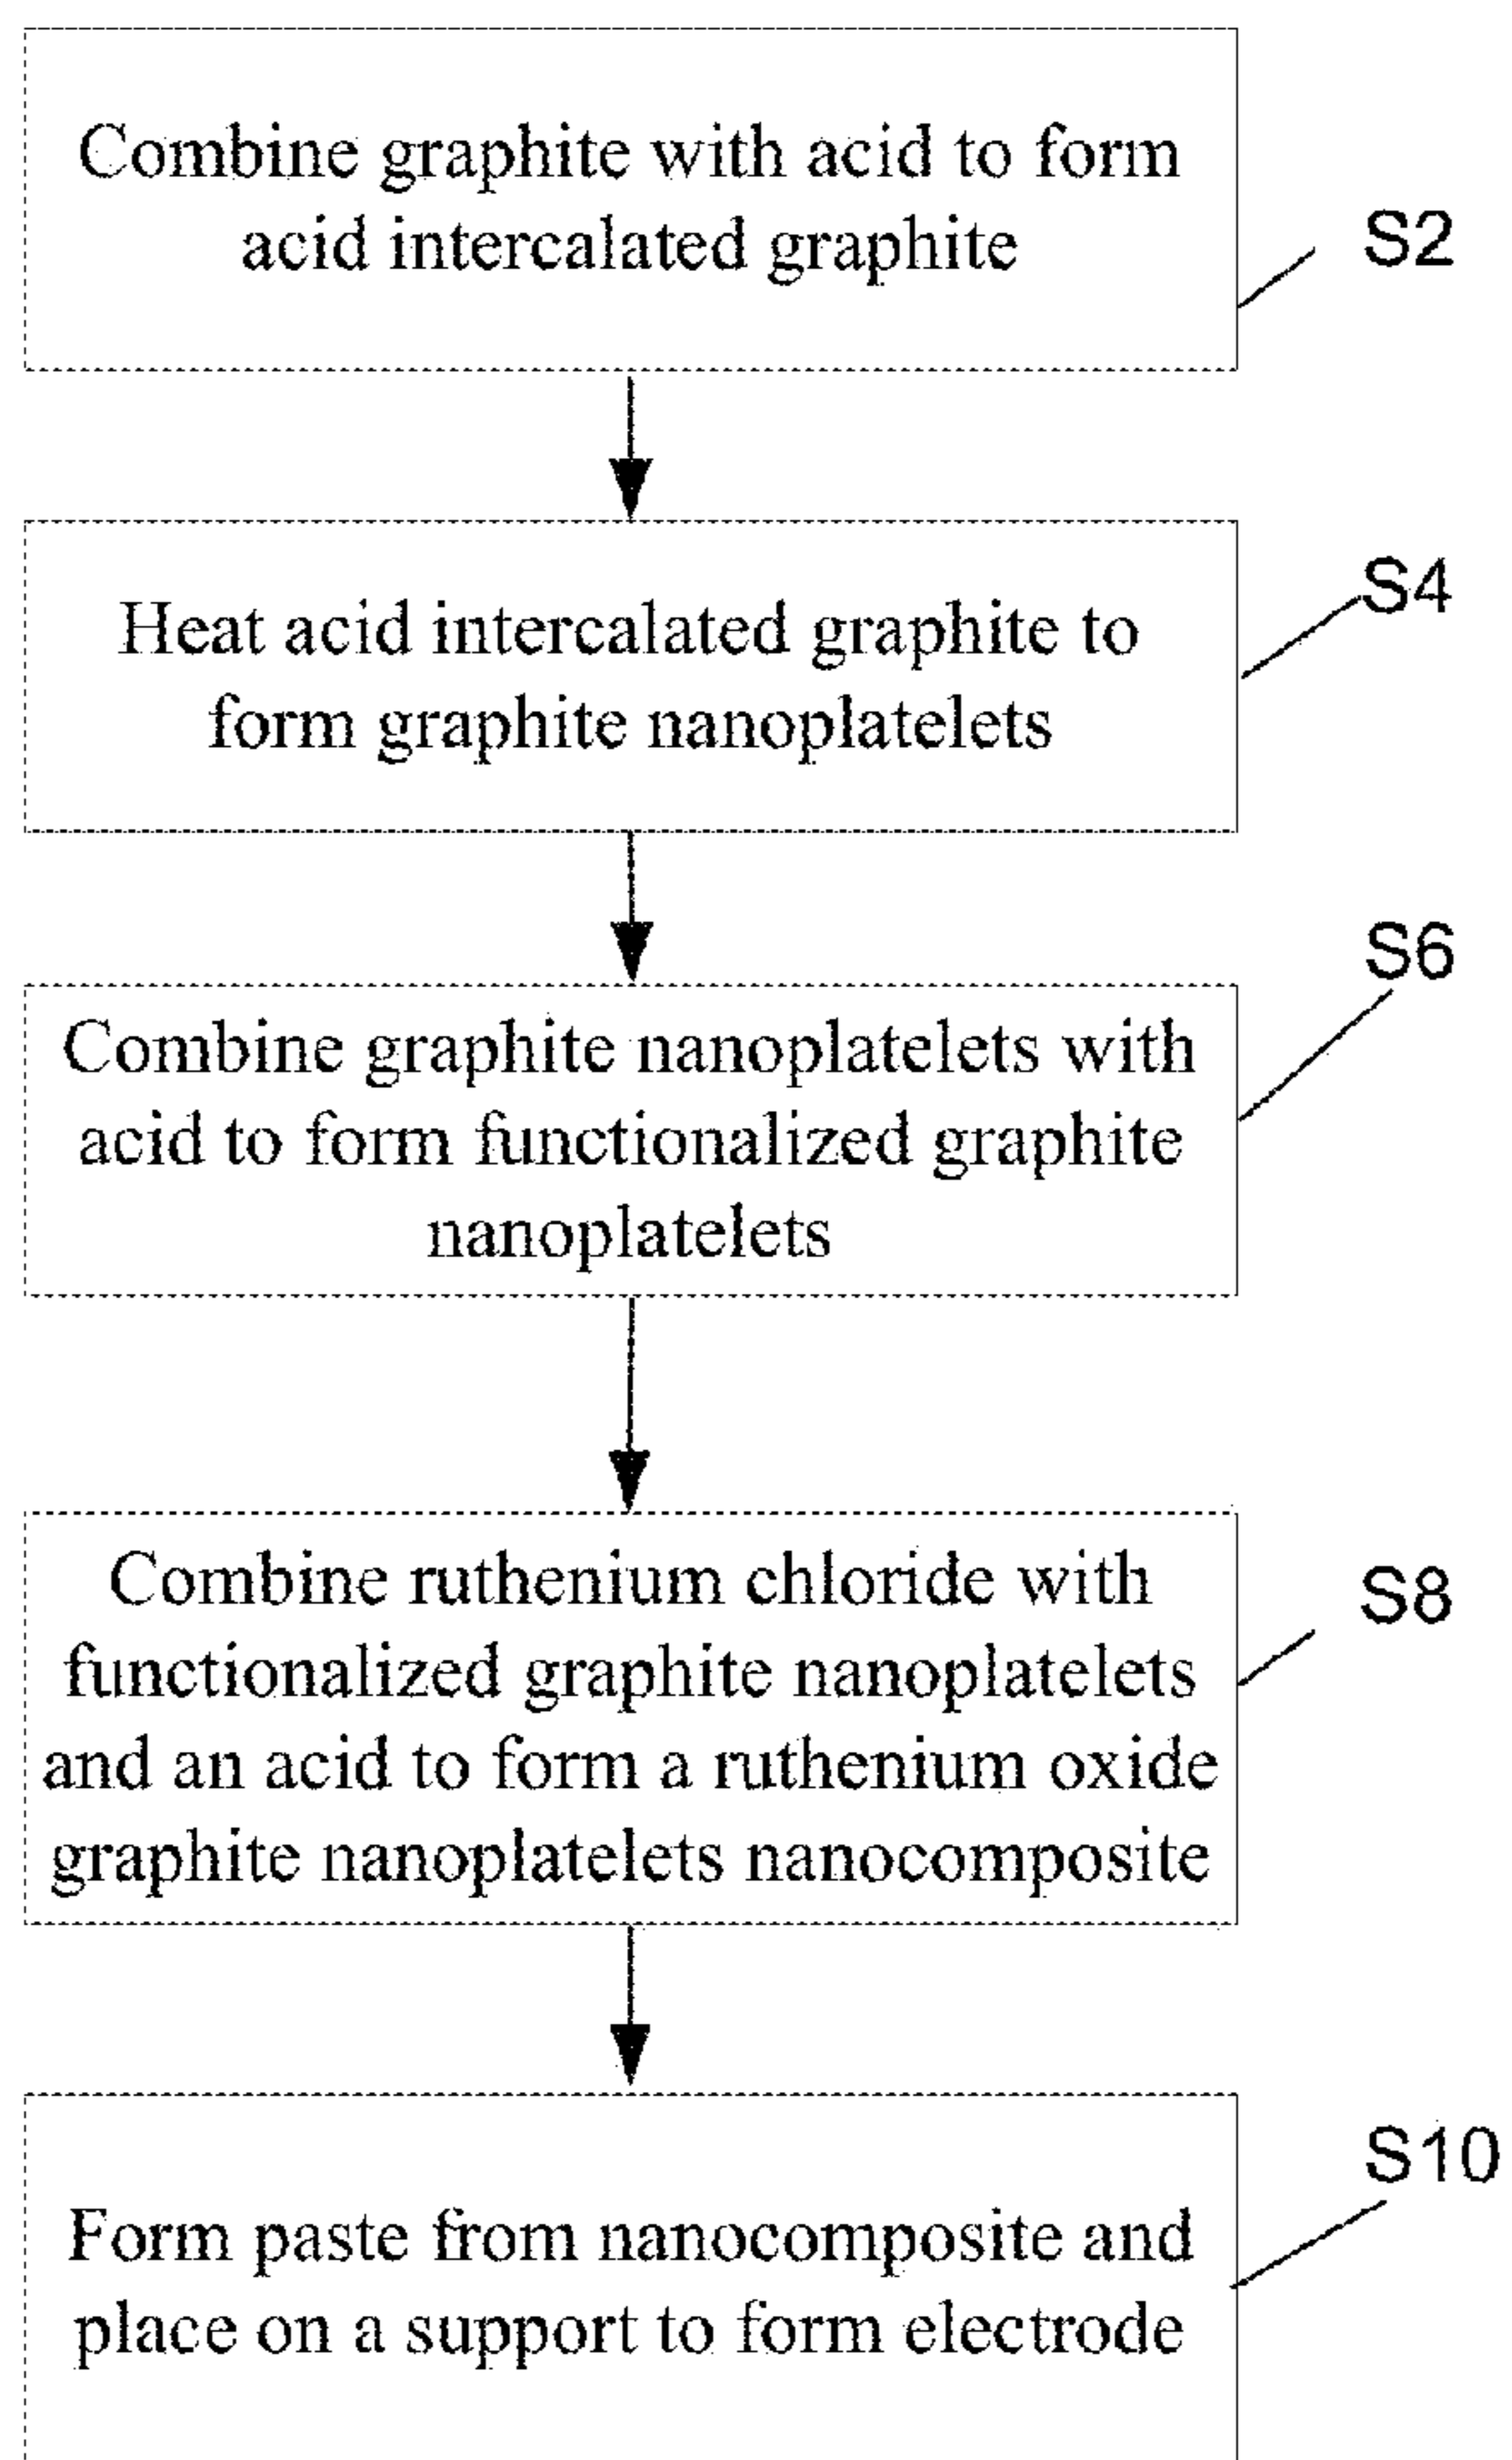 Combine graphite with acid to form
acid intercalated graphite
S2
Heat acid intercalated graphite to
form graphite nanoplatelets
S4
Combine graphite nanoplatelets with
acid to form functionalized graphite
nanoplatelets
S6
Combine ruthenium chloride with
functionalized graphite nanoplatelets
and an acid to form a ruthenium oxide
graphite nanoplatelets nanocomposite
S8
Form paste from nanocomposite and
place on a support to form electrode
S10